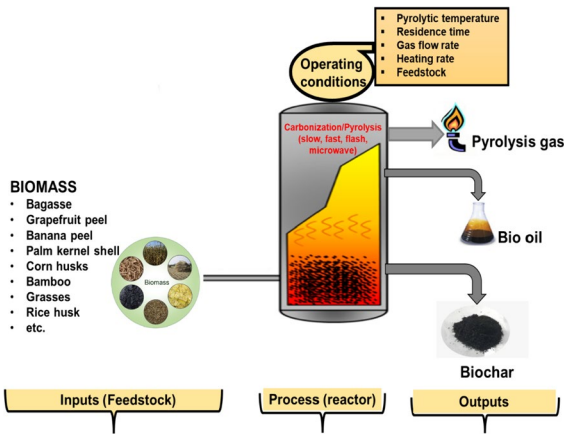 Pyrolytic temperature
Residence time
Gas flow rate
Heating rate
Feedstock
Operating
conditions
Carbonization/Pyrolysis
(slow, fast, flash,
microwave)
Pyrolysis gas
BIOMASS
Bagasse
Grapefruit peel
Banana peel
Palm kernel shell
Corn husks
Bamboo
Grasses
Rice husk
etc.
Biomass
Bio oil
Biochar
Inputs (Feedstock)
Process (reactor)
Outputs